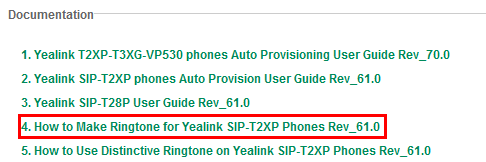 Documentation
1. Yealink T2XP-T3XG-VP530 phones Auto Provisioning User Guide Rev_70.0
2. Yealink SIP-T2XP phones Auto Provision User Guide Rev_61.0
3. Yealink SIP-T28P User Guide Rev_61.0
4. How to Make Ringtone for Yealink SIP-T2XP Phones Rev_61.0
5. How to Use Distinctive Ringtone on Yealink SIP-T2XP Phones Rev_61.0